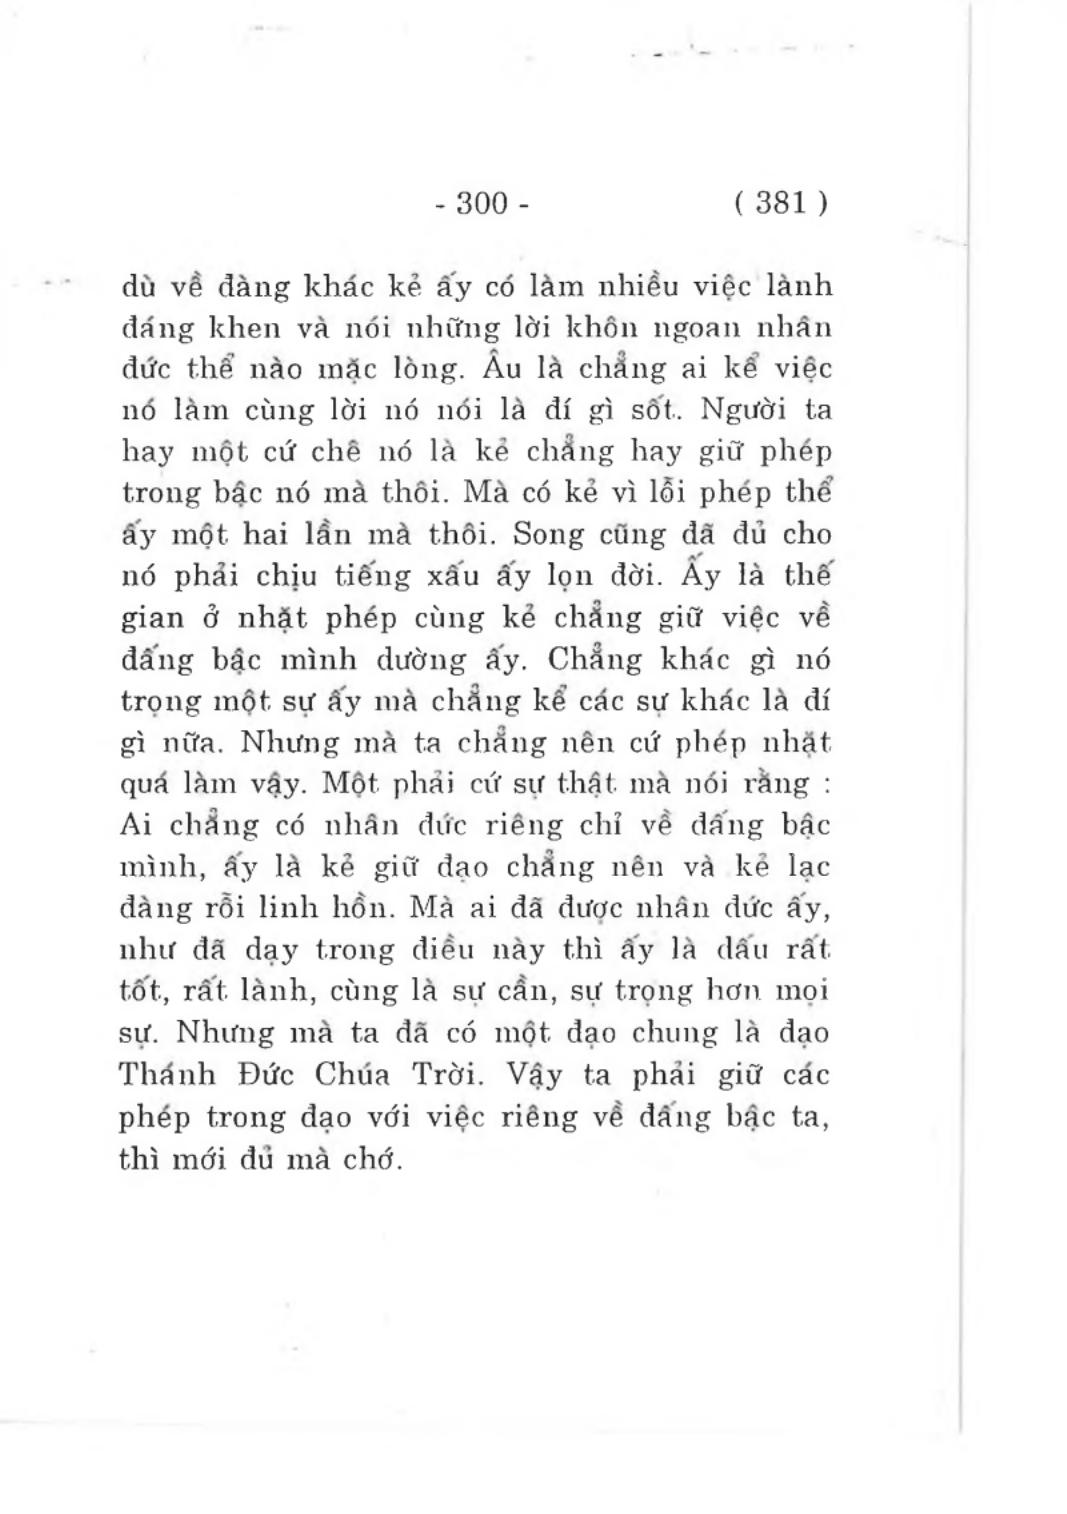 - 300 - ( 381 )
dù về đàng khác kẻ ấy có làm nhiều việc lành
đáng khen và nói những lời khôn ngoan nhân
đức thể nào mặc lòng. Âu là chẳng ai kể việc
nó làm cùng lời nó nói là đí gì sốt. Người ta
hay một cứ chê nó là kẻ chẳng hay giữ phép
trong bậc nó mà thôi. Mà có kẻ vì lỗi phép thể
ấy một hai lần mà thôi. Song cũng đã đủ cho
nó phải chịu tiếng xấu ấy lọn đời. Ấy là thế
gian ở nhặt phép cùng kẻ chẳng giữ việc về
đấng bậc mình dường ấy. Chẳng khác gì nó
trọng một sự ấy mà chẳng kể các sự khác là đí
gì nữa. Nhưng mà ta chẳng nên cứ phép nhặt
quá làm vậy. Một phải cứ sự thật mà nói rằng :
Ai chẳng có nhân đức riêng chỉ về đấng bậc
mình, ấy là kẻ giữ đạo chẳng nên và kẻ lạc
đàng rỗi linh hồn. Mà ai đã được nhân đức ấy,
như đã dạy trong điều này thì ấy là dấu rất
tốt, rất lành, cùng là sự cần, sự trọng hơn mọi
sự. Nhưng mà ta đã có một đạo chung là đạo
Thánh Đức Chúa Trời. Vậy ta phải giữ các
phép trong đạo với việc riêng về đấng bậc ta,
thì mới đủ mà chớ.